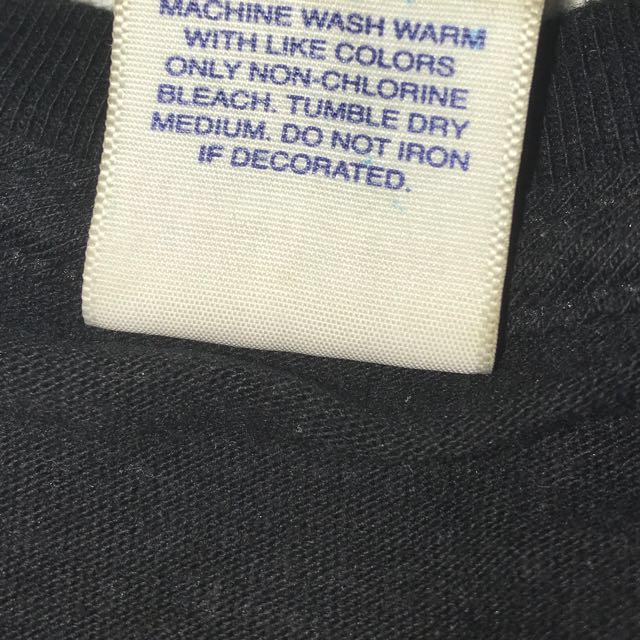 MACHINE WASH WARM
WITH LIKE COLORS
ONLY NON-CHLORINE
BLEACH. TUMBLE DRY
MEDIUM. DO NOT IRON
IF DECORATED.